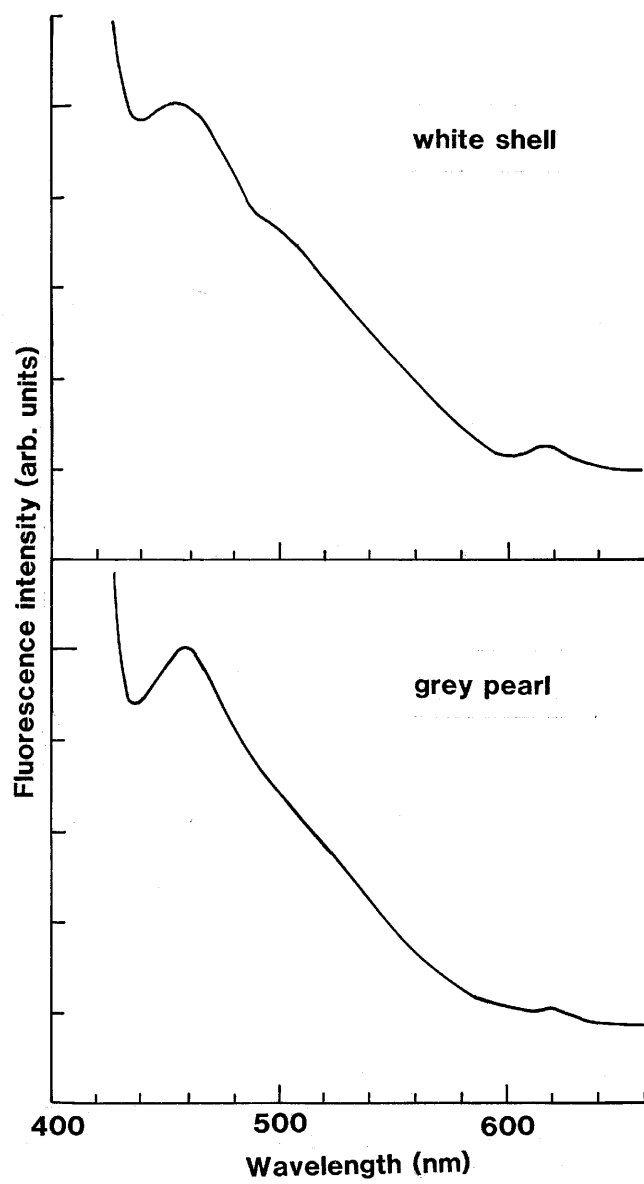 white shell
Fluorescence intensity (arb. units)
grey pearl
400 500 600
Wavelength (nm)